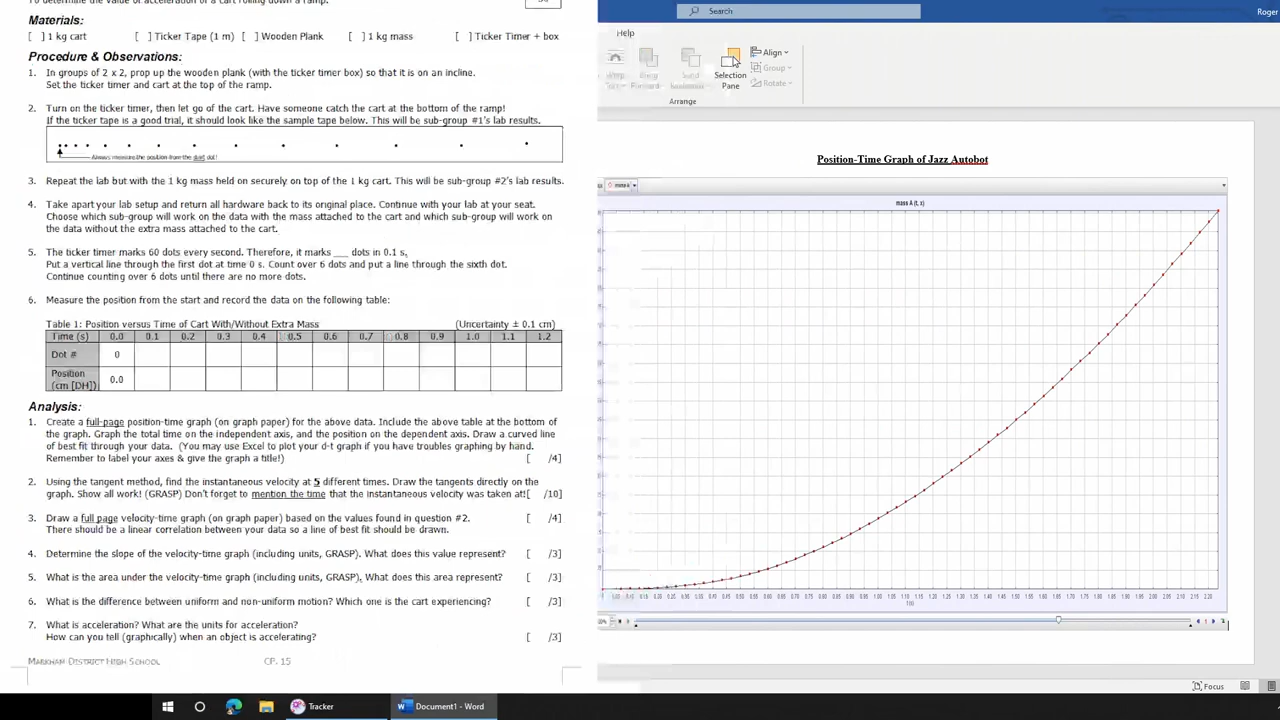 To determine the value of acceleration of a cart rolling down a ramp.
Materials:
[ ] 1 kg cart [ ] Ticker Tape (1 m) [ ] Wooden Plank [ ] 1 kg mass [ ] Ticker Timer + box
Procedure & Observations:
1. In groups of 2 x 2, prop up the wooden plank (with the ticker timer box) so that it is on an incline.
Set the ticker timer and cart at the top of the ramp.
2. Turn on the ticker timer, then let go of the cart. Have someone catch the cart at the bottom of the ramp!
If the ticker tape is a good trial, it should look like the sample tape below. This will be sub-group #1's lab results.
Always measure the position from the start dot!
3. Repeat the lab but with the 1 kg mass held on securely on top of the 1 kg cart. This will be sub-group #2's lab results.
4. Take apart your lab setup and return all hardware back to its original place. Continue with your lab at your seat.
Choose which sub-group will work on the data with the mass attached to the cart and which sub-group will work on
the data without the extra mass attached to the cart.
5. The ticker timer marks 60 dots every second. Therefore, it marks ___ dots in 0.1 s.
Put a vertical line through the first dot at time 0 s. Count over 6 dots and put a line through the sixth dot.
Continue counting over 6 dots until there are no more dots.
6. Measure the position from the start and record the data on the following table:
Table 1: Position versus Time of Cart With/Without Extra Mass (Uncertainty ± 0.1 cm)
Time (s) 0.0 0.1 0.2 0.3 0.4 0.5 0.6 0.7 0.8 0.9 1.0 1.1 1.2
Dot # 0
Position
(cm [DH]) 0.0
Analysis:
1. Create a full-page position-time graph (on graph paper) for the above data. Include the above table at the bottom of
the graph. Graph the total time on the independent axis, and the position on the dependent axis. Draw a curved line
of best fit through your data. (You may use Excel to plot your d-t graph if you have troubles graphing by hand.
Remember to label your axes & give the graph a title!) [ /4]
2. Using the tangent method, find the instantaneous velocity at 5 different times. Draw the tangents directly on the
graph. Show all work! (GRASP) Don't forget to mention the time that the instantaneous velocity was taken at! [ /10]
3. Draw a full page velocity-time graph (on graph paper) based on the values found in question #2. [ /4]
There should be a linear correlation between your data so a line of best fit should be drawn.
4. Determine the slope of the velocity-time graph (including units, GRASP). What does this value represent? [ /3]
5. What is the area under the velocity-time graph (including units, GRASP). What does this area represent? [ /3]
6. What is the difference between uniform and non-uniform motion? Which one is the cart experiencing? [ /3]
7. What is acceleration? What are the units for acceleration?
How can you tell (graphically) when an object is accelerating? [ /3]
MARKHAM DISTRICT HIGH SCHOOL CP. 15
Search
Roger
Help
Align
Group
Rotate
Selection
Pane
Arrange
Position-Time Graph of Jazz Autobot
mass A
mass A (t, x)
Focus
Tracker
Document1 - Word